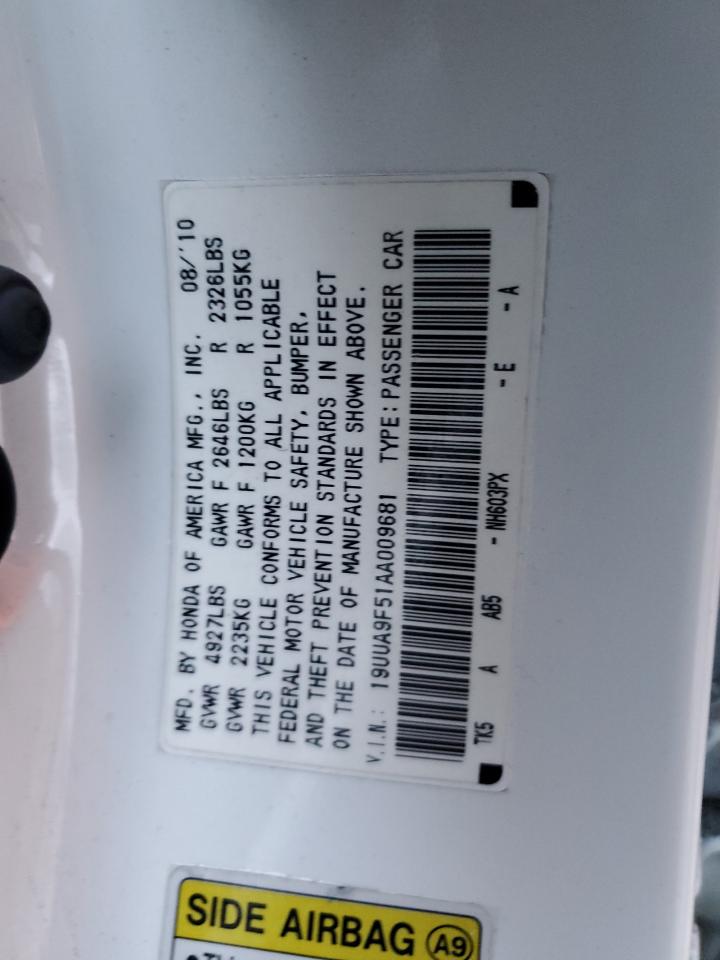 MFD. BY HONDA OF AMERICA MFG., INC. 08/'10
GVWR 4927LBS GAWR F 2646LBS R 2326LBS
GVWR 2235KG GAWR F 1200KG R 1055KG
THIS VEHICLE CONFORMS TO ALL APPLICABLE
FEDERAL MOTOR VEHICLE SAFETY, BUMPER,
AND THEFT PREVENTION STANDARDS IN EFFECT
ON THE DATE OF MANUFACTURE SHOWN ABOVE.
V.I.N.: 19UUA9F51AA009681 TYPE:PASSENGER CAR
TK5 A AB5 - NH603PX - E - A
SIDE AIRBAG A9